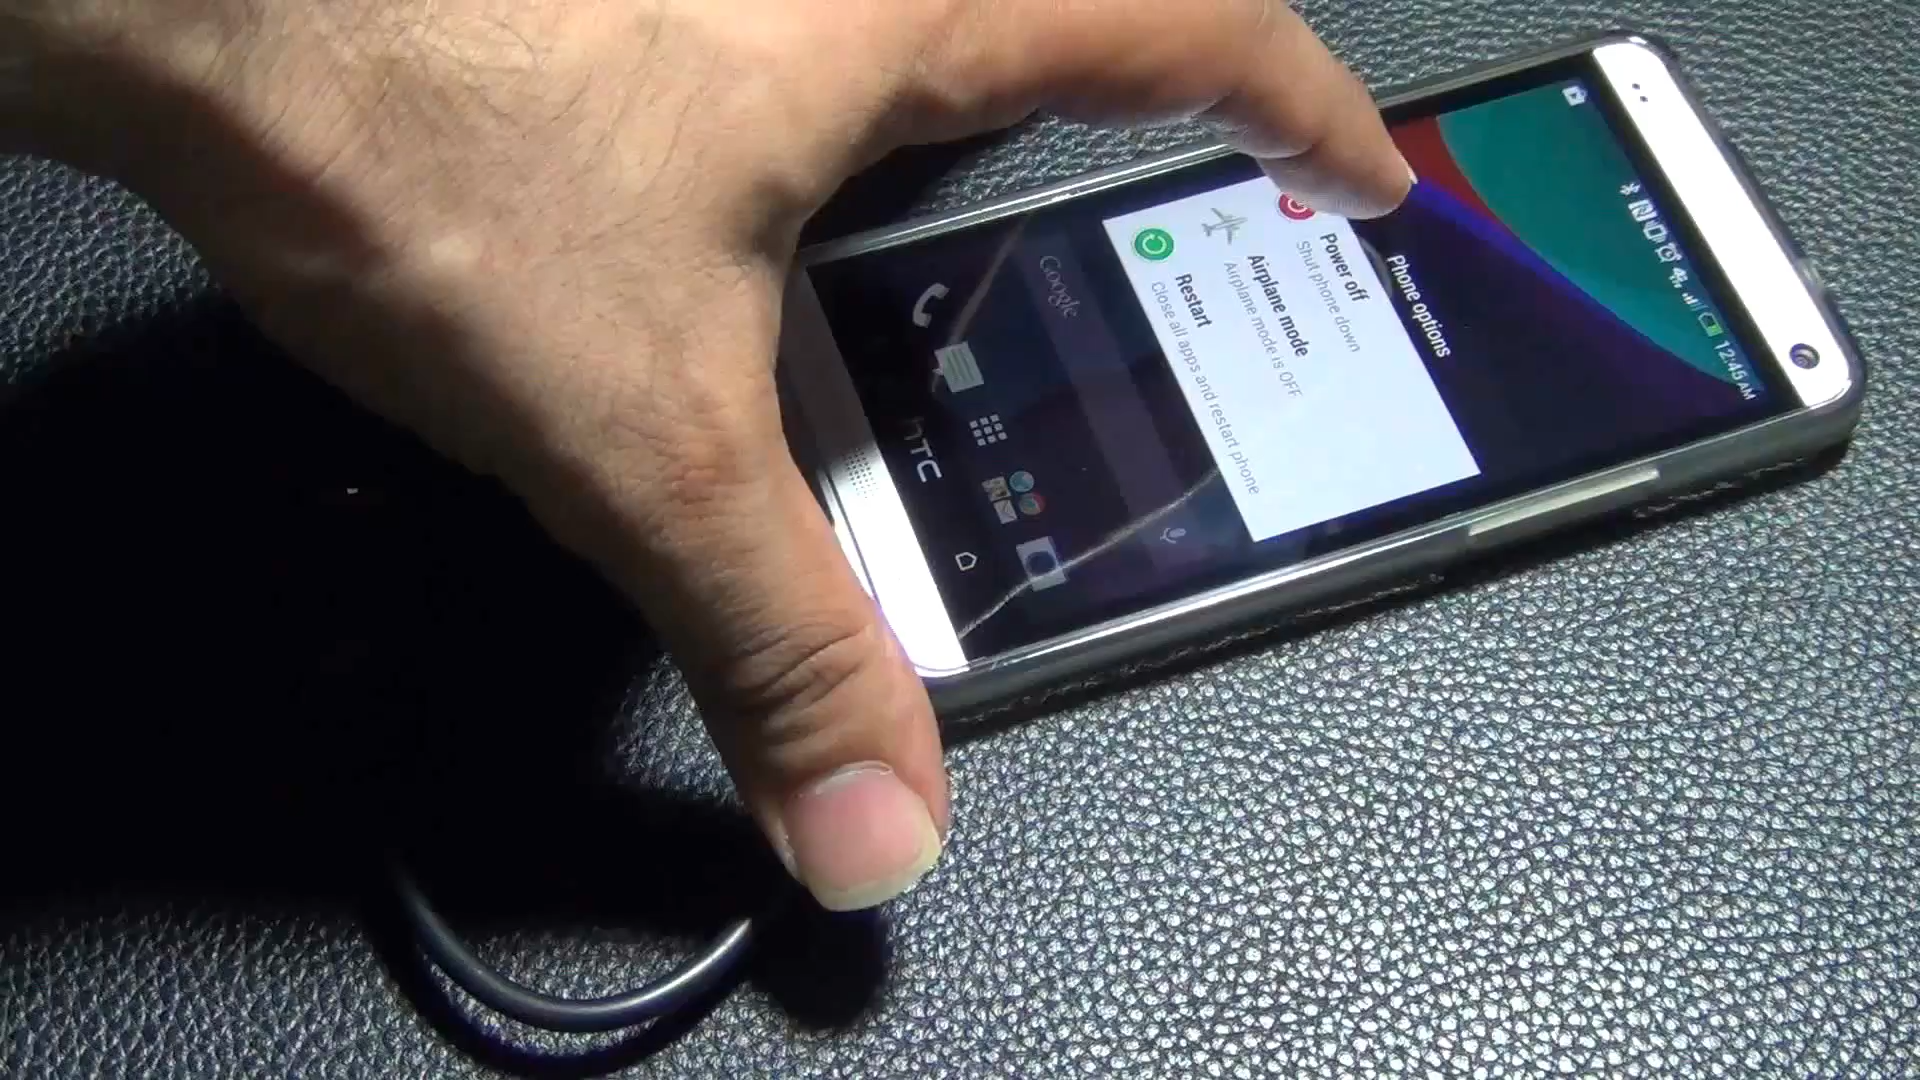 12:45 AM
Phone options
Power off
Shut phone down
Airplane mode
Airplane mode is OFF
Restart
Close all apps and restart phone
Google
hTC